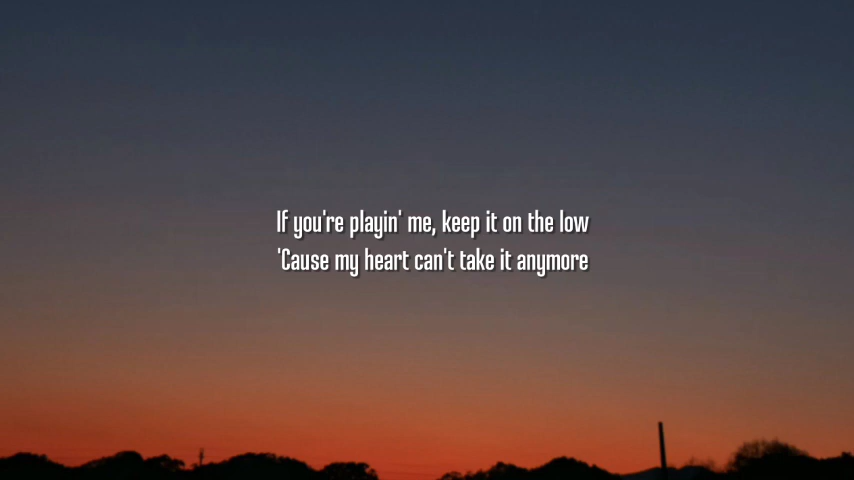 If you're playin' me, keep it on the low
'Cause my heart can't take it anymore